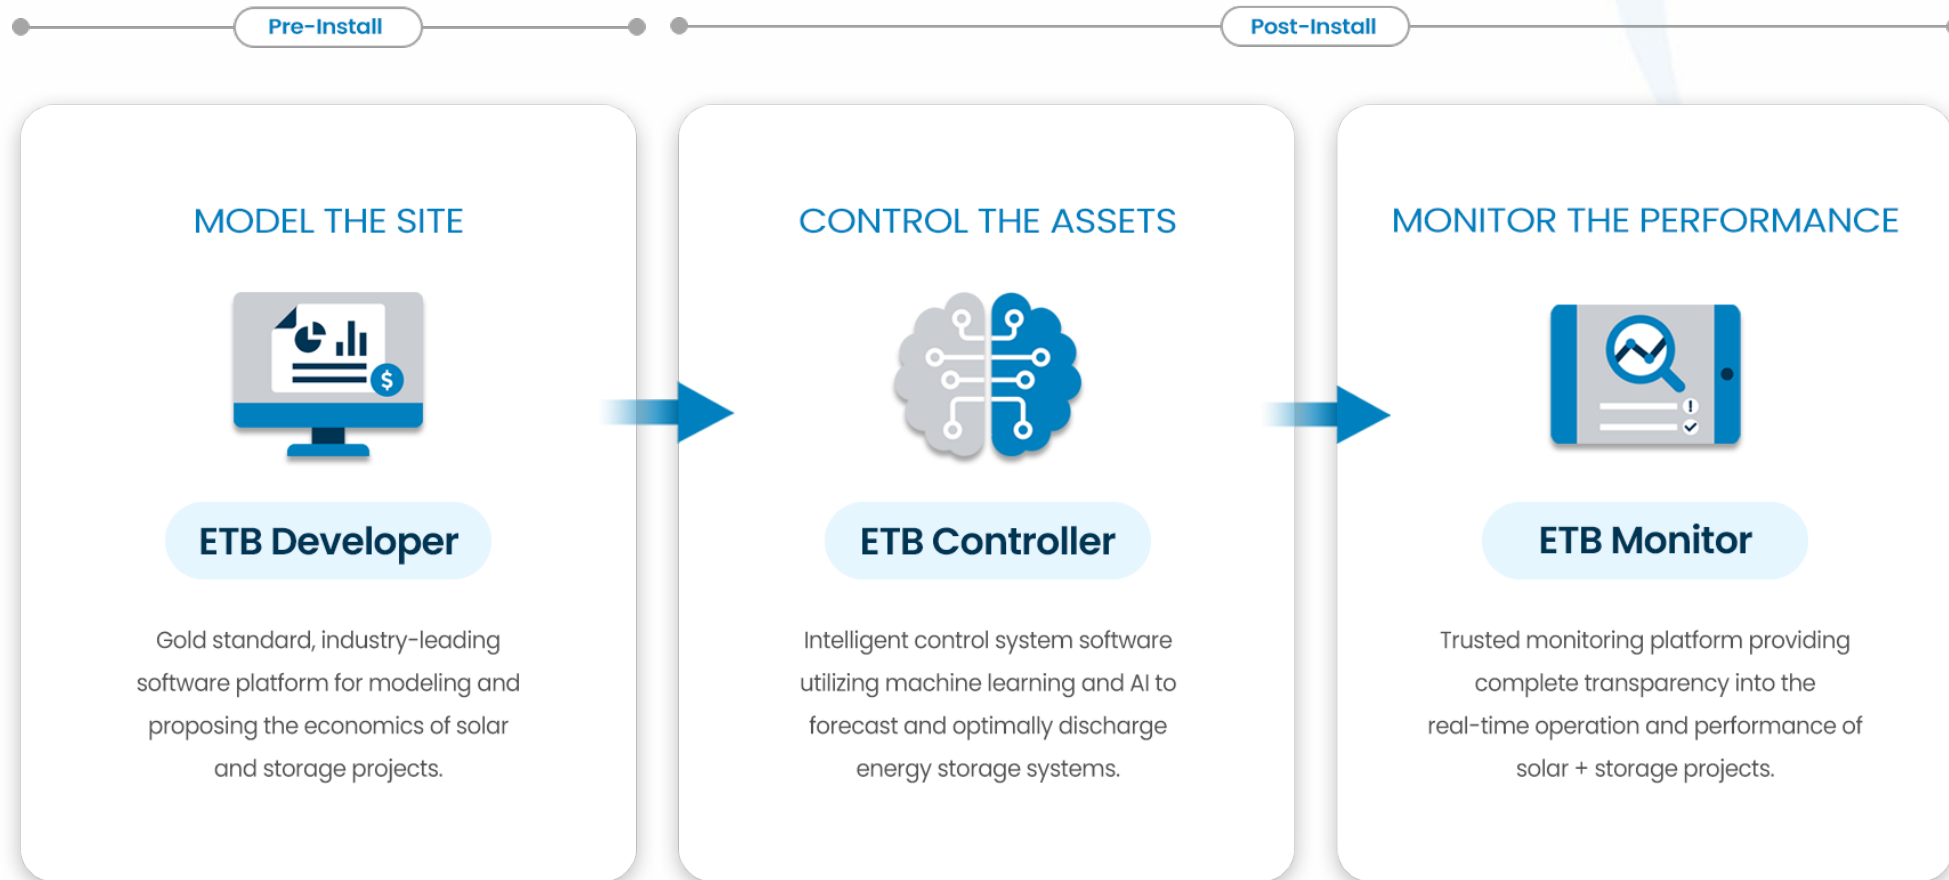 Pre-Install
Post-Install
MODEL THE SITE
$
ETB Developer
Gold standard, industry-leading
software platform for modeling and
proposing the economics of solar
and storage projects.
CONTROL THE ASSETS
ETB Controller
Intelligent control system software
utilizing machine learning and AI to
forecast and optimally discharge
energy storage systems.
MONITOR THE PERFORMANCE
!
ETB Monitor
Trusted monitoring platform providing
complete transparency into the
real-time operation and performance of
solar + storage projects.